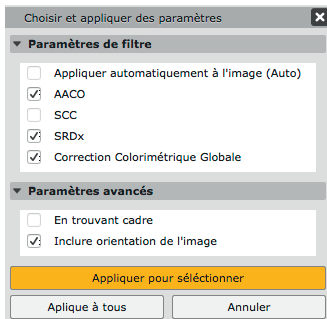 Choisir et appliquer des paramètres
Paramètres de filtre
Appliquer automatiquement à l'image (Auto)
AACO
SCC
SRDx
Correction Colorimétrique Globale
Paramètres avancés
En trouvant cadre
Inclure orientation de l'image
Appliquer pour séléctionner
Aplique à tous
Annuler